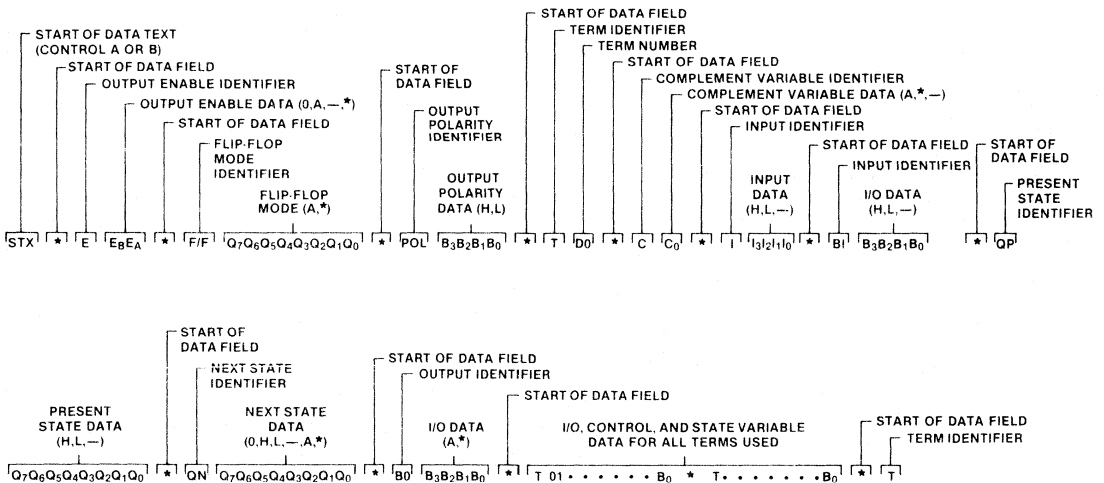 START OF DATA TEXT
(CONTROL A OR B)
START OF DATA FIELD
OUTPUT ENABLE IDENTIFIER
OUTPUT ENABLE DATA (0,A,—,*)
START OF DATA FIELD
FLIP-FLOP
MODE
IDENTIFIER
FLIP-FLOP
MODE (A,*)
START OF
DATA FIELD
OUTPUT
POLARITY
IDENTIFIER
OUTPUT
POLARITY
DATA (H,L)
START OF DATA FIELD
TERM IDENTIFIER
TERM NUMBER
START OF DATA FIELD
COMPLEMENT VARIABLE IDENTIFIER
COMPLEMENT VARIABLE DATA (A,*,—)
START OF DATA FIELD
INPUT IDENTIFIER
INPUT
DATA
(H,L,—)
START OF DATA FIELD
INPUT IDENTIFIER
I/O DATA
(H,L,—)
START OF
DATA FIELD
PRESENT
STATE
IDENTIFIER
STX * E EBEA * F/F Q7Q6Q5Q4Q3Q2Q1Q0 * POL B3B2B1B0 * T D0 * C C0 * I I3I2I1I0 * BI B3B2B1B0 * QP
START OF
DATA FIELD
NEXT STATE
IDENTIFIER
PRESENT
STATE DATA
(H,L,—)
NEXT STATE
DATA
(0,H,L,—,A,*)
START OF DATA FIELD
OUTPUT IDENTIFIER
I/O DATA
(A,*)
START OF DATA FIELD
I/O, CONTROL, AND STATE VARIABLE
DATA FOR ALL TERMS USED
START OF DATA FIELD
TERM IDENTIFIER
Q7Q6Q5Q4Q3Q2Q1Q0 * QN Q7Q6Q5Q4Q3Q2Q1Q0 * B0 B3B2B1B0 * T 01 • • • • • • B0 * T • • • • • • • B0 * T